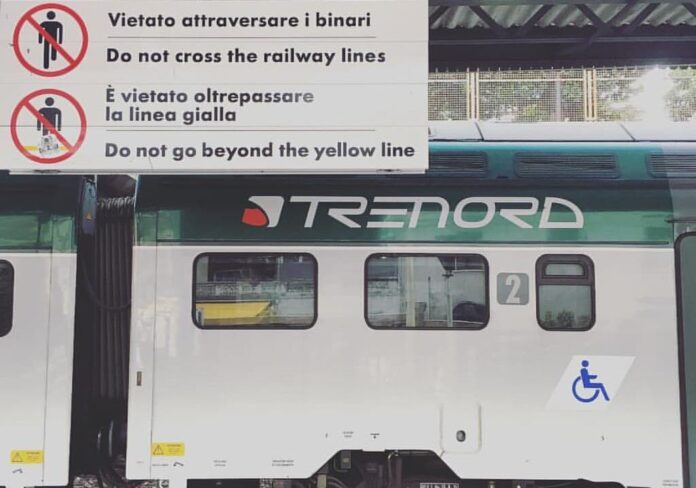 Vietato attraversare i binari
Do not cross the railway lines
È vietato oltrepassare
la linea gialla
Do not go beyond the yellow line
TRENORD
2